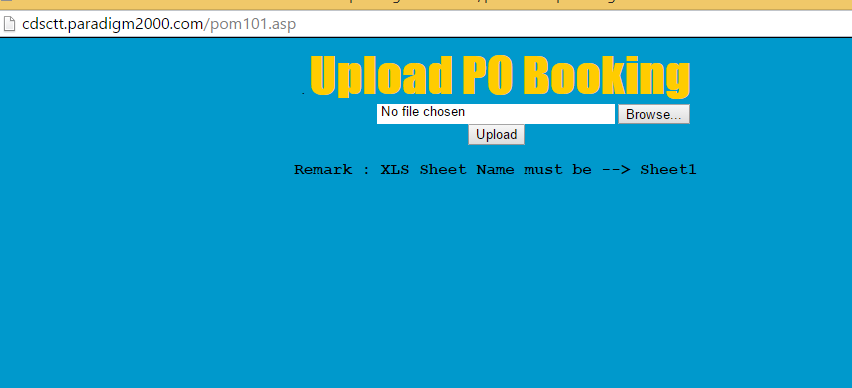 cdsctt.paradigm2000.com/pom101.asp
Upload PO Booking
No file chosen Browse...
Upload
Remark : XLS Sheet Name must be --> Sheet1